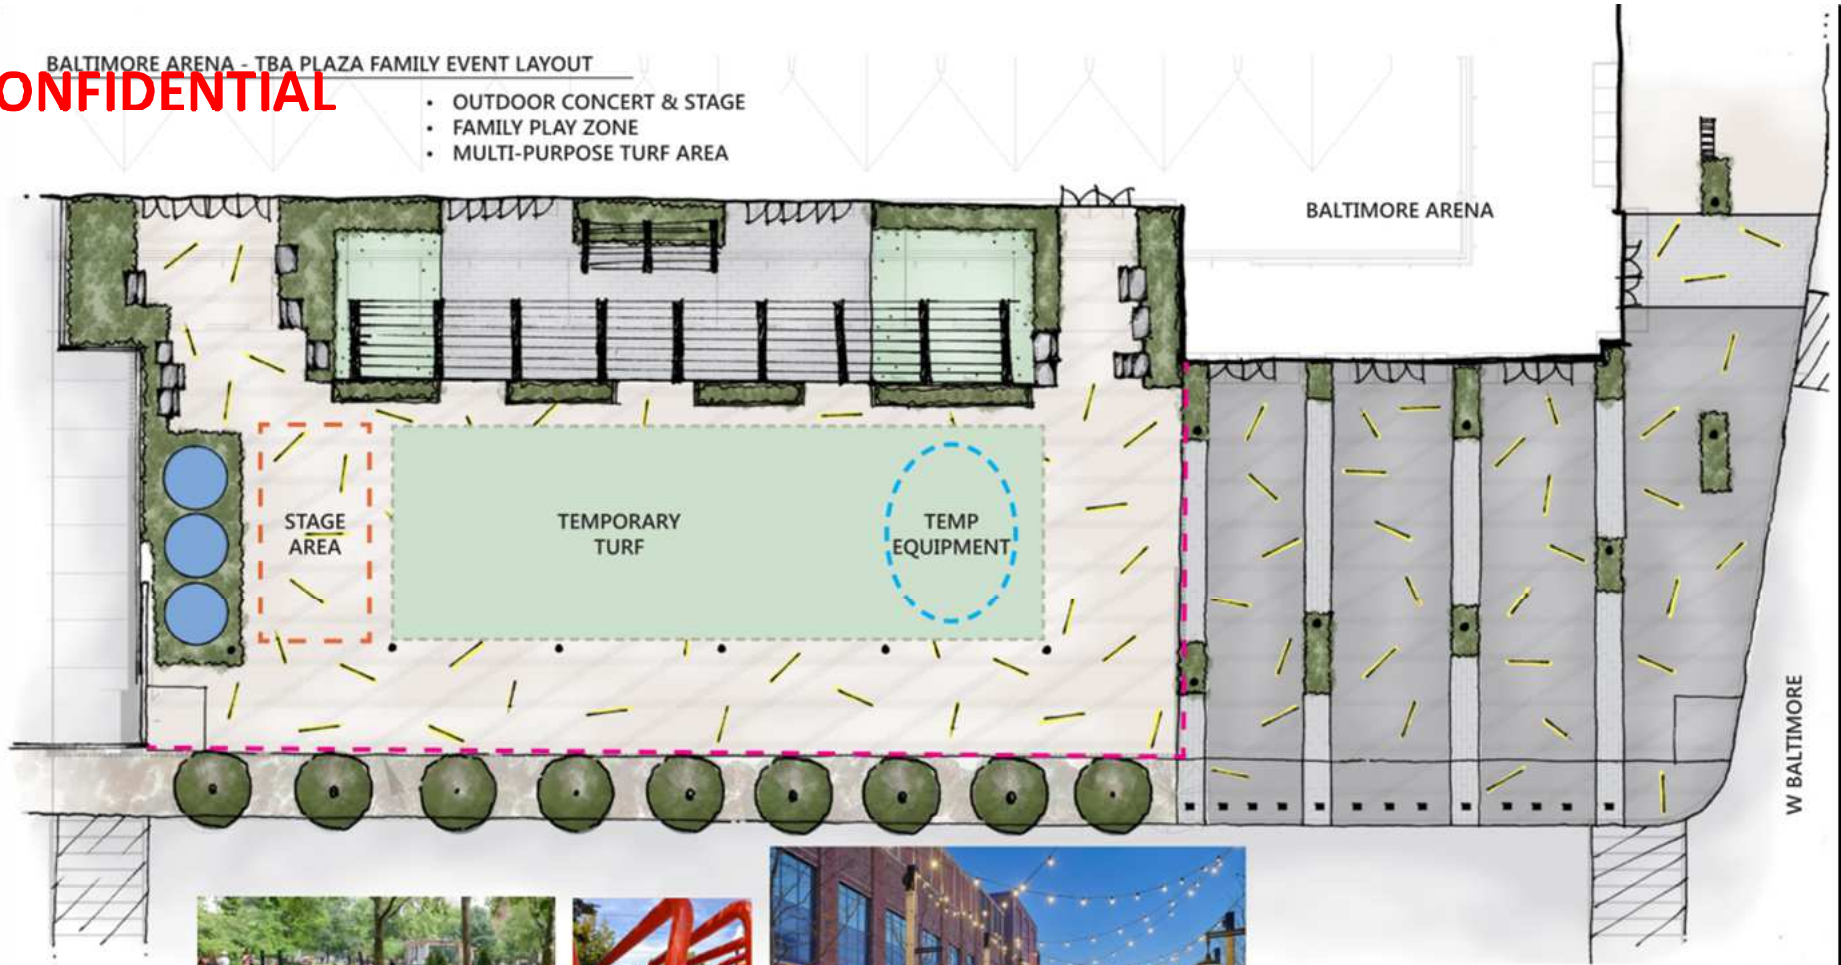 BALTIMORE ARENA - TBA PLAZA FAMILY EVENT LAYOUT
ONFIDENTIAL
• OUTDOOR CONCERT & STAGE
• FAMILY PLAY ZONE
• MULTI-PURPOSE TURF AREA
BALTIMORE ARENA
STAGE
AREA
TEMPORARY
TURF
TEMP
EQUIPMENT
W BALTIMORE